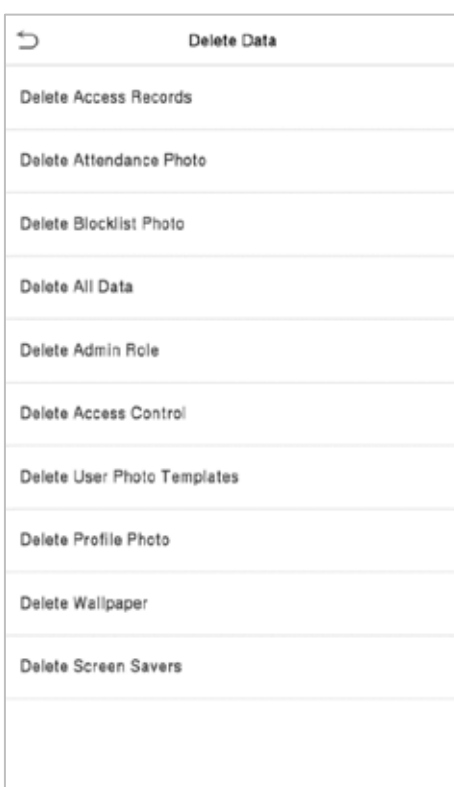 Delete Data
Delete Access Records
Delete Attendance Photo
Delete Blocklist Photo
Delete All Data
Delete Admin Role
Delete Access Control
Delete User Photo Templates
Delete Profile Photo
Delete Wallpaper
Delete Screen Savers